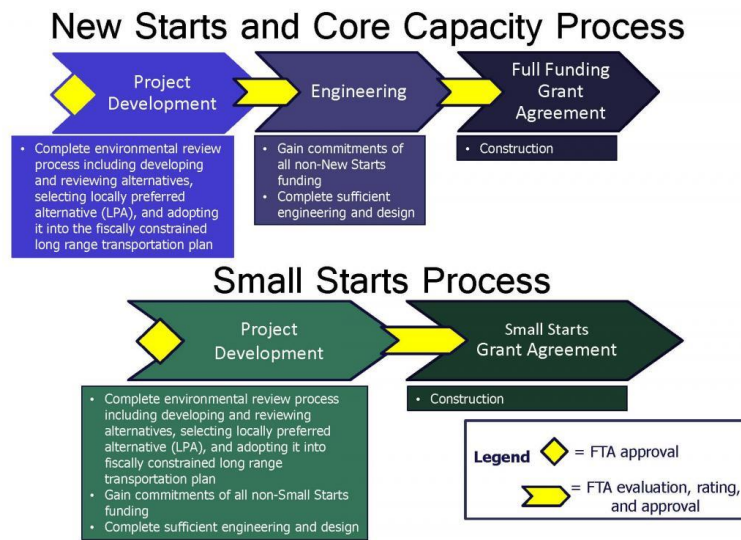 New Starts and Core Capacity Process
Project
Development
Engineering
Full Funding
Grant
Agreement
• Complete environmental review
process including developing
and reviewing alternatives,
selecting locally preferred
alternative (LPA), and adopting
it into the fiscally constrained
long range transportation plan
• Gain commitments of
all non-New Starts
funding
• Complete sufficient
engineering and design
• Construction
Small Starts Process
Project
Development
Small Starts
Grant Agreement
• Complete environmental review process
including developing and reviewing
alternatives, selecting locally preferred
alternative (LPA), and adopting it into
fiscally constrained long range
transportation plan
• Gain commitments of all non-Small Starts
funding
• Complete sufficient engineering and design
• Construction
Legend
= FTA approval
= FTA evaluation, rating,
and approval